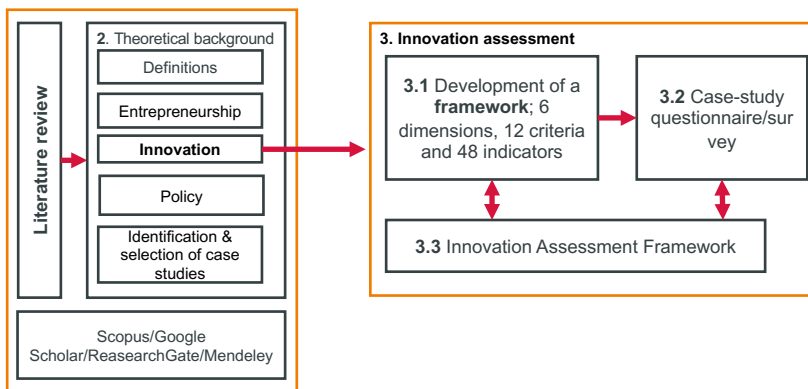 Literature review
2. Theoretical background
Definitions
Entrepreneurship
Innovation
Policy
Identification &
selection of case
studies
Scopus/Google
Scholar/ReasearchGate/Mendeley
3. Innovation assessment
3.1 Development of a
framework; 6
dimensions, 12 criteria
and 48 indicators
3.2 Case-study
questionnaire/sur
vey
3.3 Innovation Assessment Framework